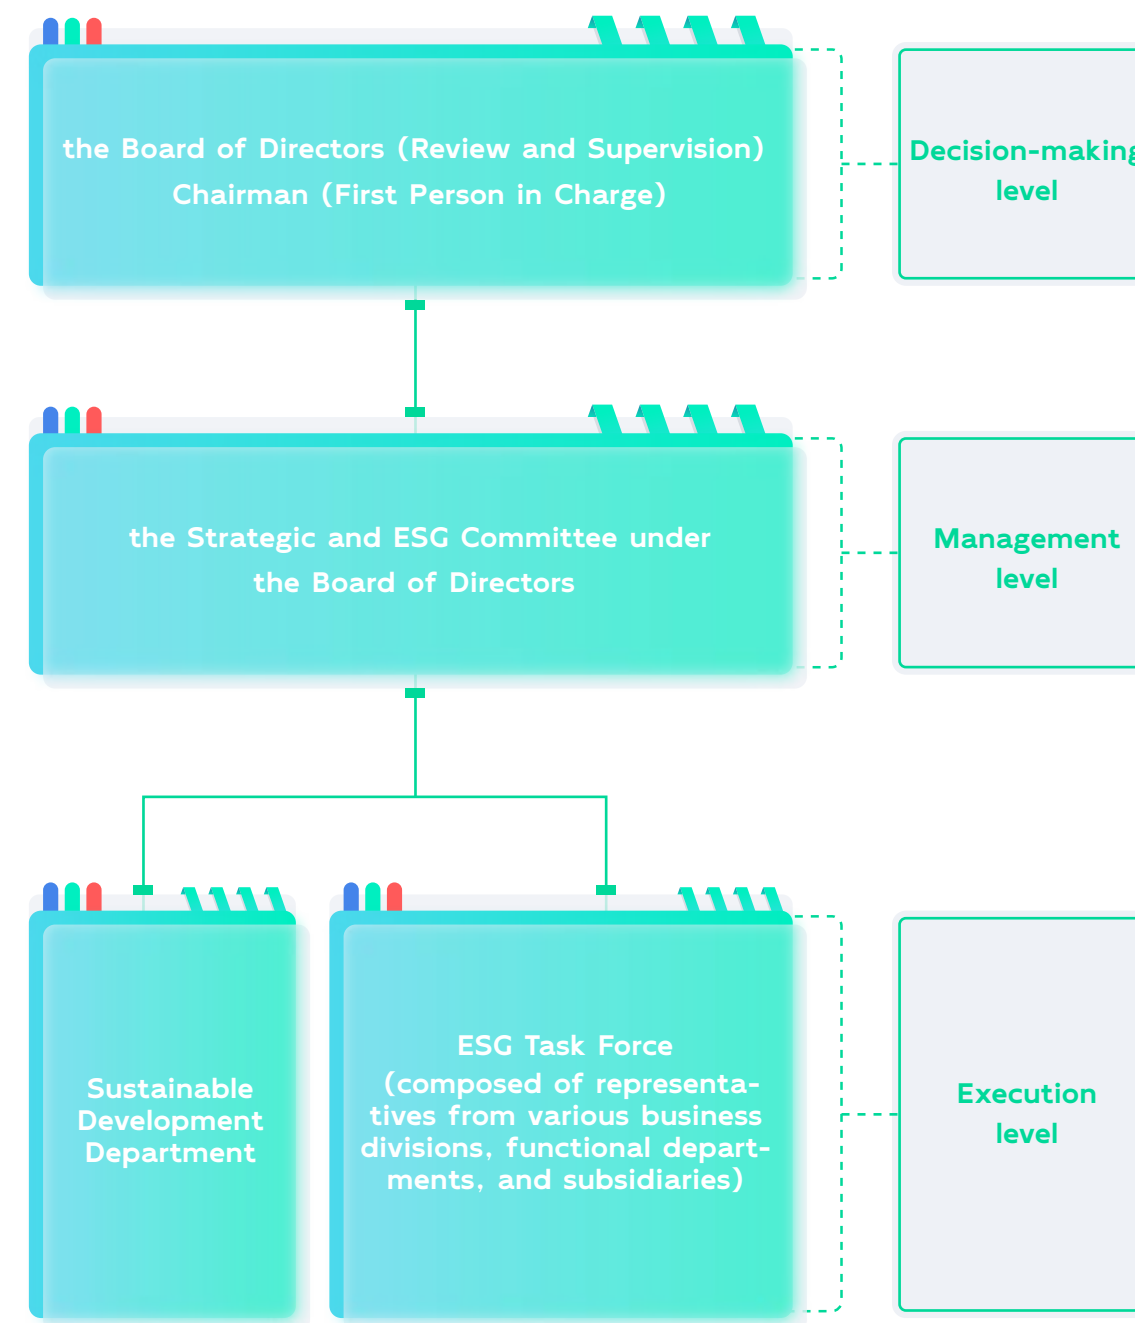 the Board of Directors (Review and Supervision)
Chairman (First Person in Charge)
Decision-making
level
the Strategic and ESG Committee under
the Board of Directors
Management
level
Sustainable
Development
Department
ESG Task Force
(composed of representa-
tives from various business
divisions, functional depart-
ments, and subsidiaries)
Execution
level